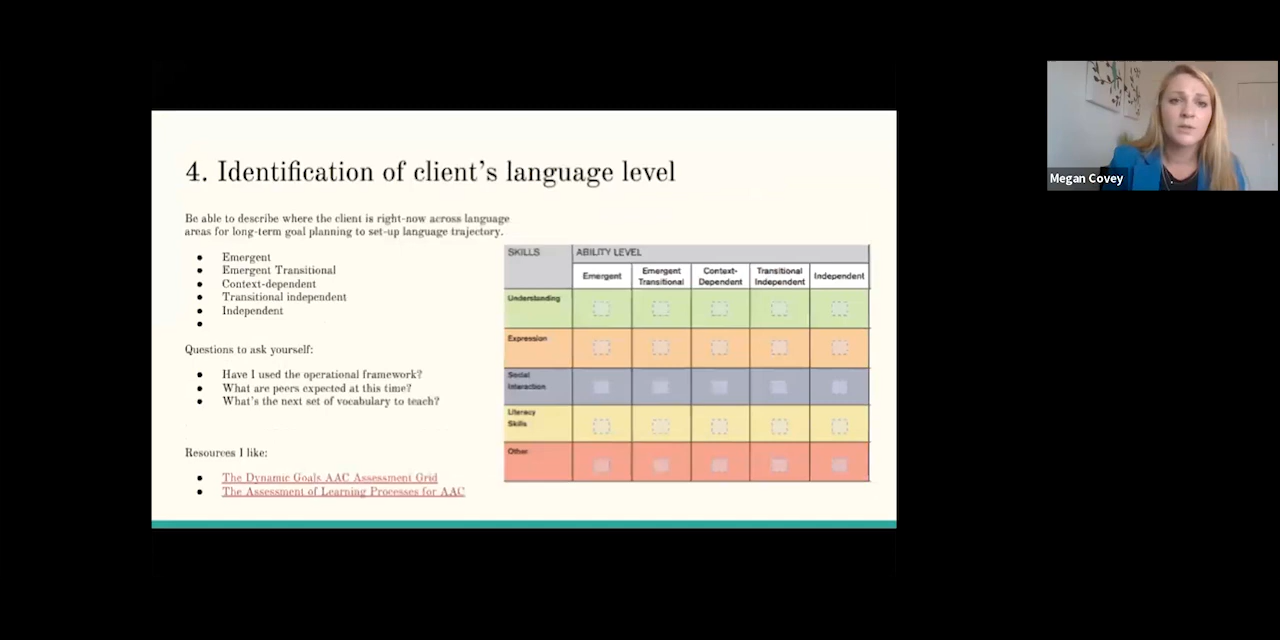 4. Identification of client's language level
Be able to describe where the client is right-now across language
areas for long-term goal planning to set-up language trajectory.
Emergent
Emergent Transitional
Context-dependent
Transitional independent
Independent
Questions to ask yourself:
Have I used the operational framework?
What are peers expected at this time?
What's the next set of vocabulary to teach?
Resources I like:
The Dynamic Goals AAC Assessment Grid
The Assessment of Learning Processes for AAC
SKILLS ABILITY LEVEL
Emergent Emergent Transitional Context-Dependent Transitional Independent Independent
Understanding
Expression
Social
Interaction
Literacy
Skills
Other
Megan Covey